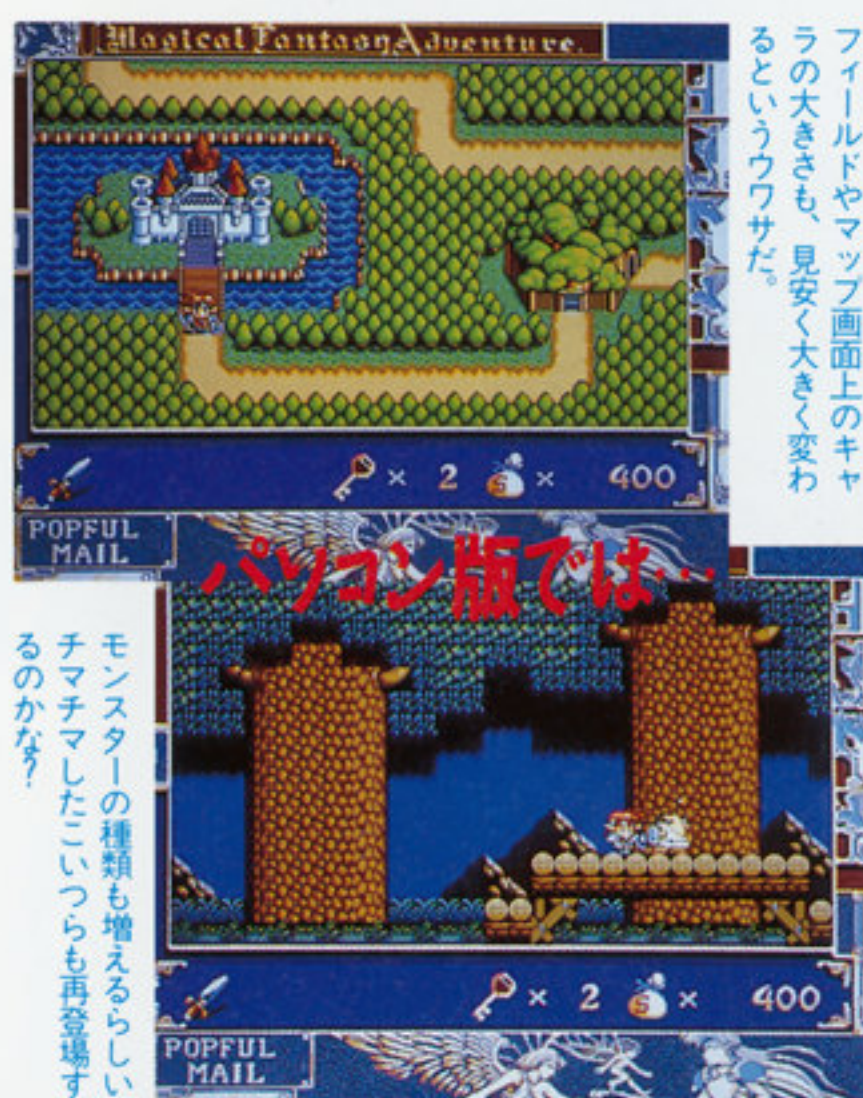 Magical Fantasy Adventure.
フィールドやマップ画面上のキャ
ラの大きさも、見安く大きく変わ
るというウワサだ。
× 2 × 400
POPFUL
MAIL
パソコン版では…
モンスターの種類も増えるらしい
チマチマしたこいつらも再登場す
るのかな?
× 2 × 400
POPFUL
MAIL